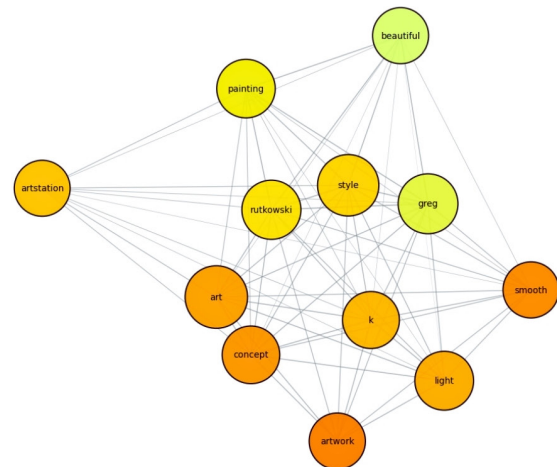 beautiful
painting
artstation
style
rutkowski
greg
art
smooth
k
concept
light
artwork